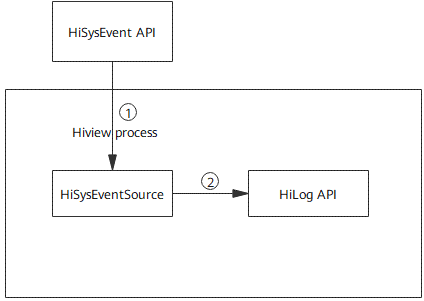 HiSysEvent API
1
Hiview process
HiSysEventSource
2
HiLog API